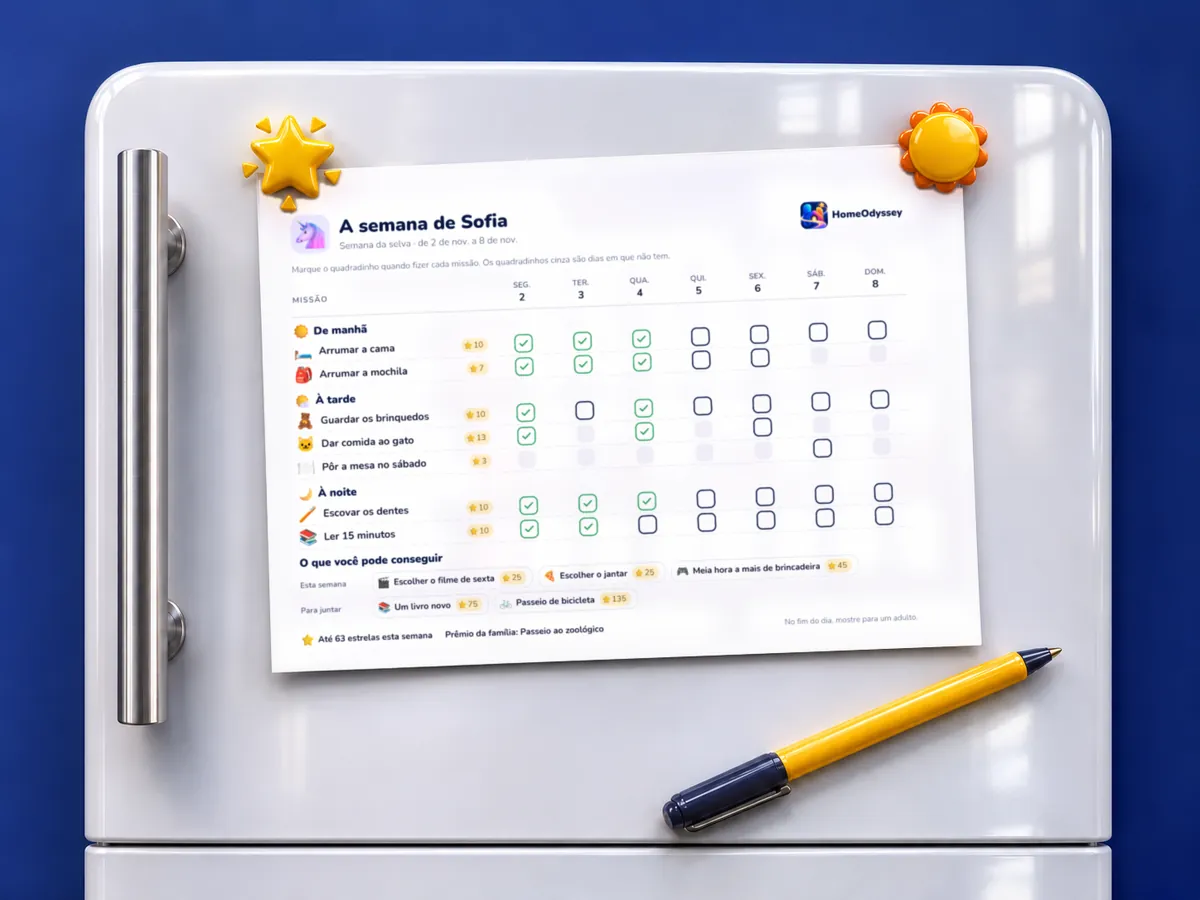 A semana de Sofia
HomeOdyssey
Semana da selva · de 2 de nov. a 8 de nov.
Marque o quadradinho quando fizer cada missão. Os quadradinhos cinza são dias em que não tem.
MISSÃO SEG. 2 TER. 3 QUA. 4 QUI. 5 SEX. 6 SÁB. 7 DOM. 8
De manhã
Arrumar a cama 10
Arrumar a mochila 7
À tarde
Guardar os brinquedos 10
Dar comida ao gato 13
Pôr a mesa no sábado 3
À noite
Escovar os dentes 10
Ler 15 minutos 10
O que você pode conseguir
Esta semana Escolher o filme de sexta 25 Escolher o jantar 25 Meia hora a mais de brincadeira 45
Para juntar Um livro novo 75 Passeio de bicicleta 135
Até 63 estrelas esta semana Prêmio da família: Passeio ao zoológico
No fim do dia, mostre para um adulto.